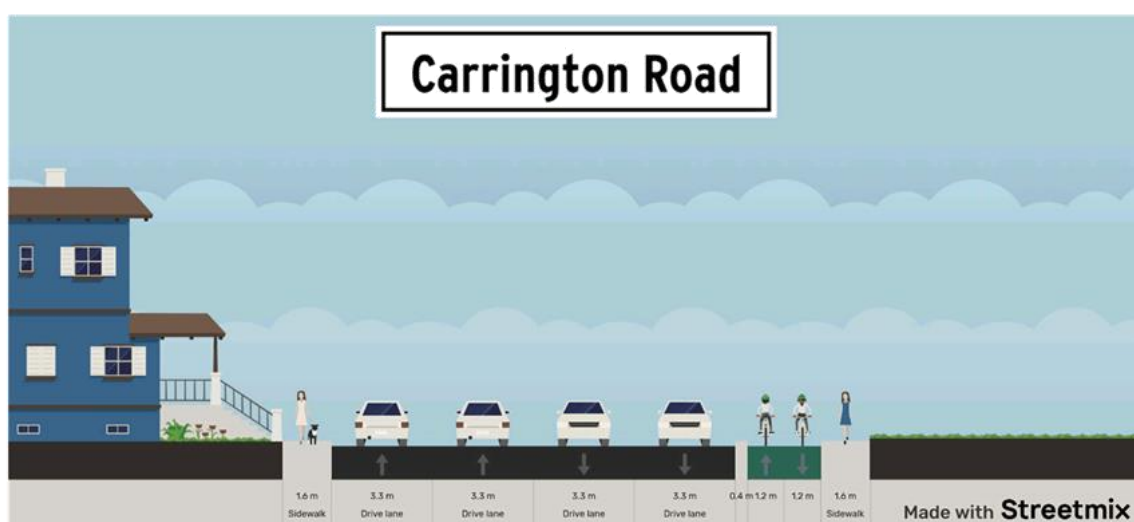 Carrington Road
1.6 m 3.3 m 3.3 m 3.3 m 3.3 m 0.4 m 1.2 m 1.2 m 1.6 m
Sidewalk Drive lane Drive lane Drive lane Drive lane Sidewalk
Made with Streetmix